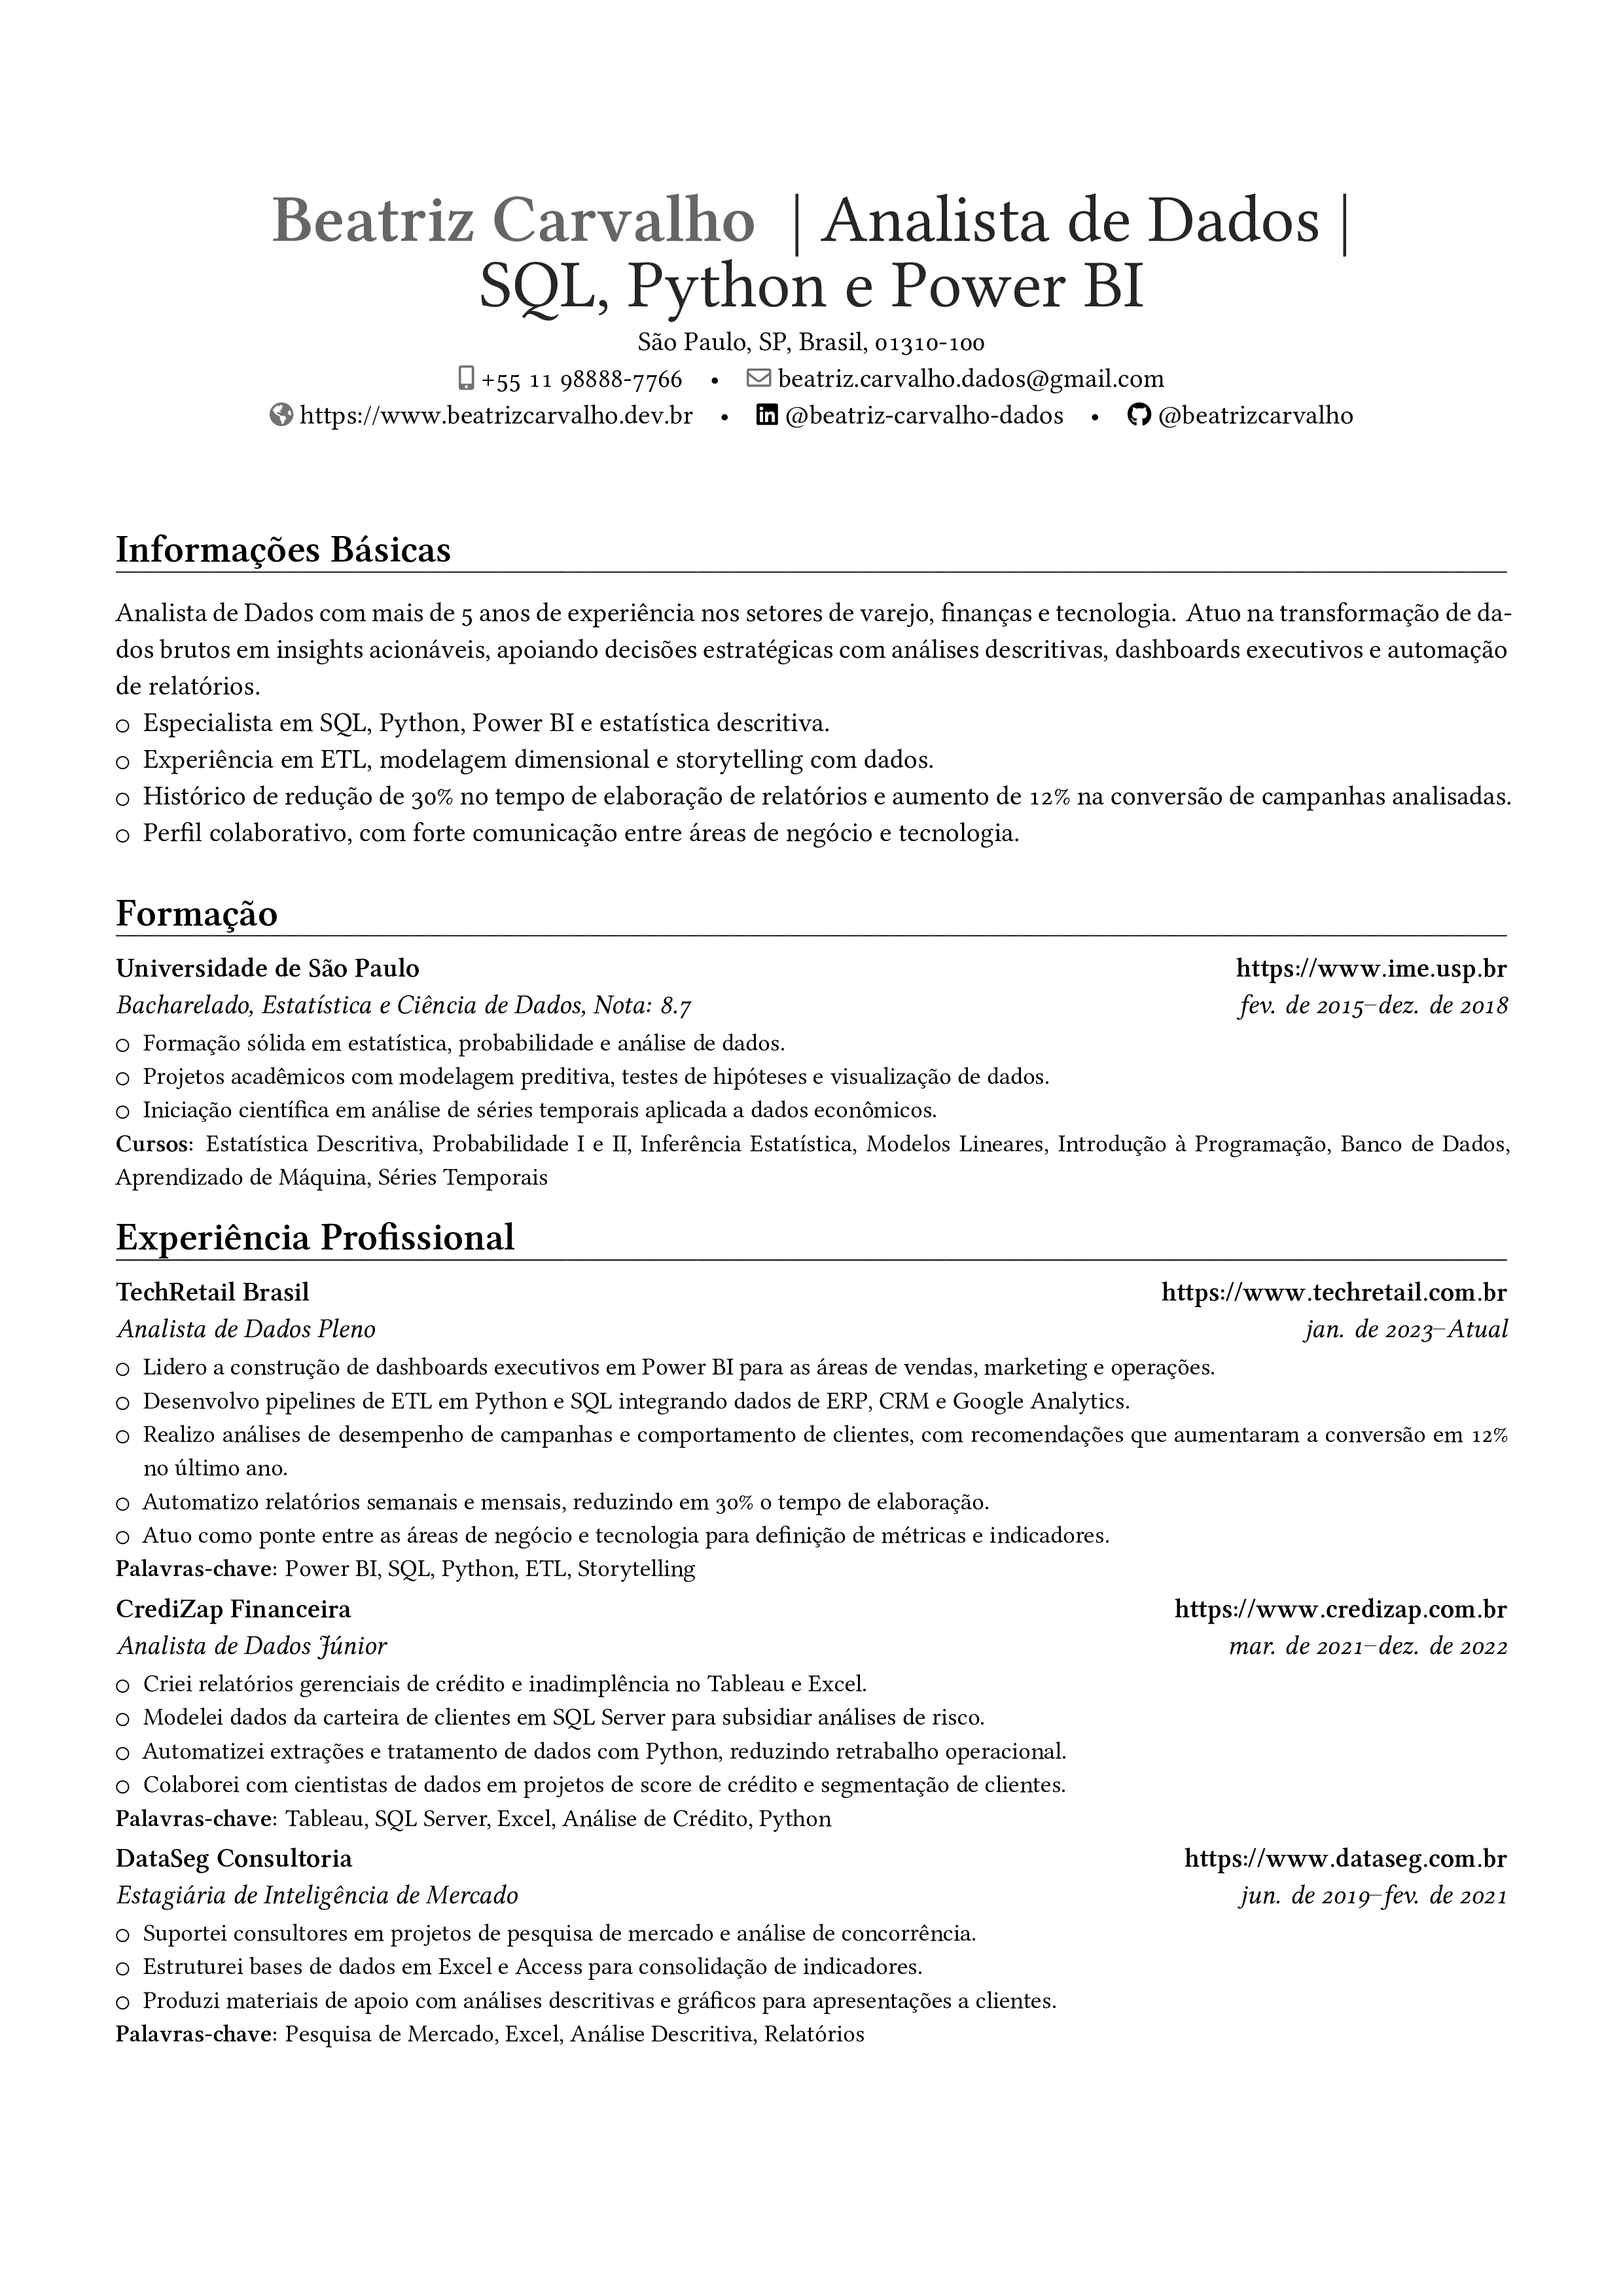 Beatriz Carvalho | Analista de Dados |
SQL, Python e Power BI
São Paulo, SP, Brasil, 01310-100
+55 11 98888-7766 • beatriz.carvalho.dados@gmail.com
https://www.beatrizcarvalho.dev.br • @beatriz-carvalho-dados • @beatrizcarvalho
Informações Básicas
Analista de Dados com mais de 5 anos de experiência nos setores de varejo, finanças e tecnologia. Atuo na transformação de da-
dos brutos em insights acionáveis, apoiando decisões estratégicas com análises descritivas, dashboards executivos e automação
de relatórios.
○ Especialista em SQL, Python, Power BI e estatística descritiva.
○ Experiência em ETL, modelagem dimensional e storytelling com dados.
○ Histórico de redução de 30% no tempo de elaboração de relatórios e aumento de 12% na conversão de campanhas analisadas.
○ Perfil colaborativo, com forte comunicação entre áreas de negócio e tecnologia.
Formação
Universidade de São Paulo https://www.ime.usp.br
Bacharelado, Estatística e Ciência de Dados, Nota: 8.7 fev. de 2015–dez. de 2018
○ Formação sólida em estatística, probabilidade e análise de dados.
○ Projetos acadêmicos com modelagem preditiva, testes de hipóteses e visualização de dados.
○ Iniciação científica em análise de séries temporais aplicada a dados econômicos.
Cursos: Estatística Descritiva, Probabilidade I e II, Inferência Estatística, Modelos Lineares, Introdução à Programação, Banco de Dados,
Aprendizado de Máquina, Séries Temporais
Experiência Profissional
TechRetail Brasil https://www.techretail.com.br
Analista de Dados Pleno jan. de 2023–Atual
○ Lidero a construção de dashboards executivos em Power BI para as áreas de vendas, marketing e operações.
○ Desenvolvo pipelines de ETL em Python e SQL integrando dados de ERP, CRM e Google Analytics.
○ Realizo análises de desempenho de campanhas e comportamento de clientes, com recomendações que aumentaram a conversão em 12%
no último ano.
○ Automatizo relatórios semanais e mensais, reduzindo em 30% o tempo de elaboração.
○ Atuo como ponte entre as áreas de negócio e tecnologia para definição de métricas e indicadores.
Palavras-chave: Power BI, SQL, Python, ETL, Storytelling
CrediZap Financeira https://www.credizap.com.br
Analista de Dados Júnior mar. de 2021–dez. de 2022
○ Criei relatórios gerenciais de crédito e inadimplência no Tableau e Excel.
○ Modelei dados da carteira de clientes em SQL Server para subsidiar análises de risco.
○ Automatizei extrações e tratamento de dados com Python, reduzindo retrabalho operacional.
○ Colaborei com cientistas de dados em projetos de score de crédito e segmentação de clientes.
Palavras-chave: Tableau, SQL Server, Excel, Análise de Crédito, Python
DataSeg Consultoria https://www.dataseg.com.br
Estagiária de Inteligência de Mercado jun. de 2019–fev. de 2021
○ Suportei consultores em projetos de pesquisa de mercado e análise de concorrência.
○ Estruturei bases de dados em Excel e Access para consolidação de indicadores.
○ Produzi materiais de apoio com análises descritivas e gráficos para apresentações a clientes.
Palavras-chave: Pesquisa de Mercado, Excel, Análise Descritiva, Relatórios